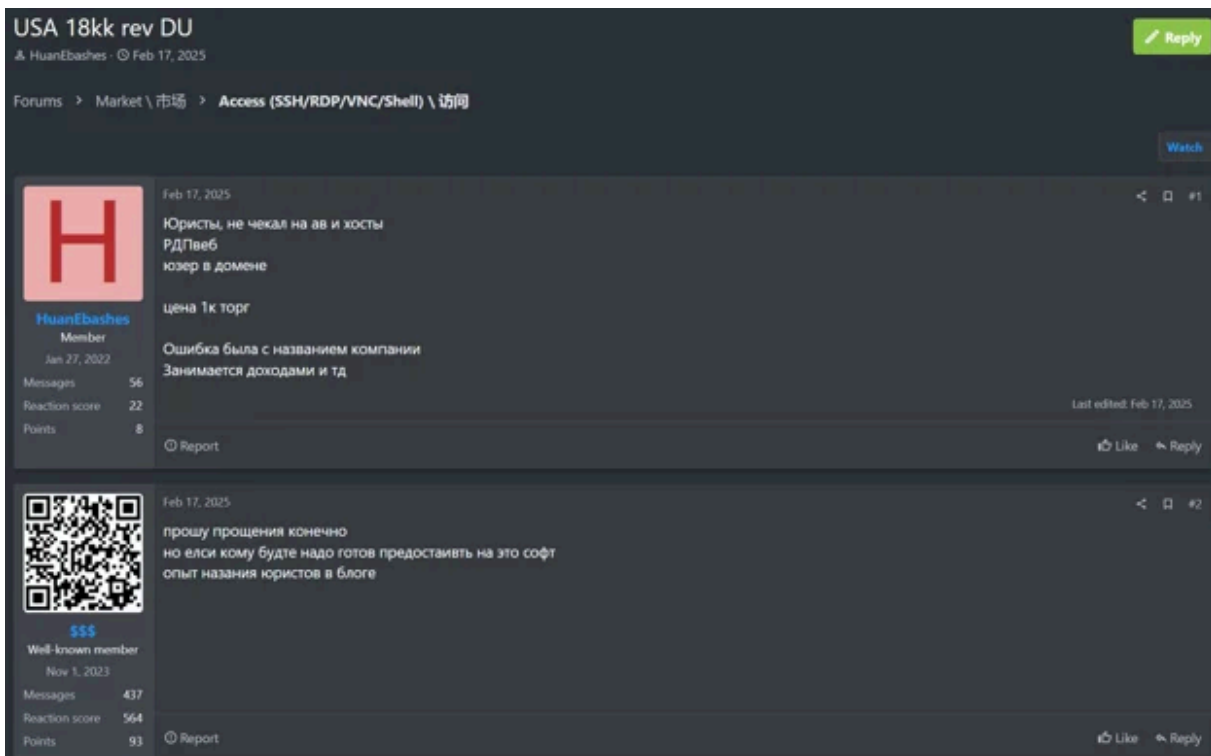 USA 18kk rev DU
HuanEbashes · Feb 17, 2025
Reply
Forums > Market \ 市场 > Access (SSH/RDP/VNC/Shell) \ 访问
Watch
H
HuanEbashes
Member
Jan 27, 2022
Messages 56
Reaction score 22
Points 8
Feb 17, 2025
#1
Юристы, не чекал на ав и хосты
РДПвеб
юзер в домене
цена 1к торг
Ошибка была с названием компании
Занимается доходами и тд
Last edited: Feb 17, 2025
Report
Like Reply
$$$
Well-known member
Nov 1, 2023
Messages 437
Reaction score 564
Points 93
Feb 17, 2025
#2
прошу прощения конечно
но елси кому будте надо готов предостаивть на это софт
опыт назания юристов в блоге
Report
Like Reply